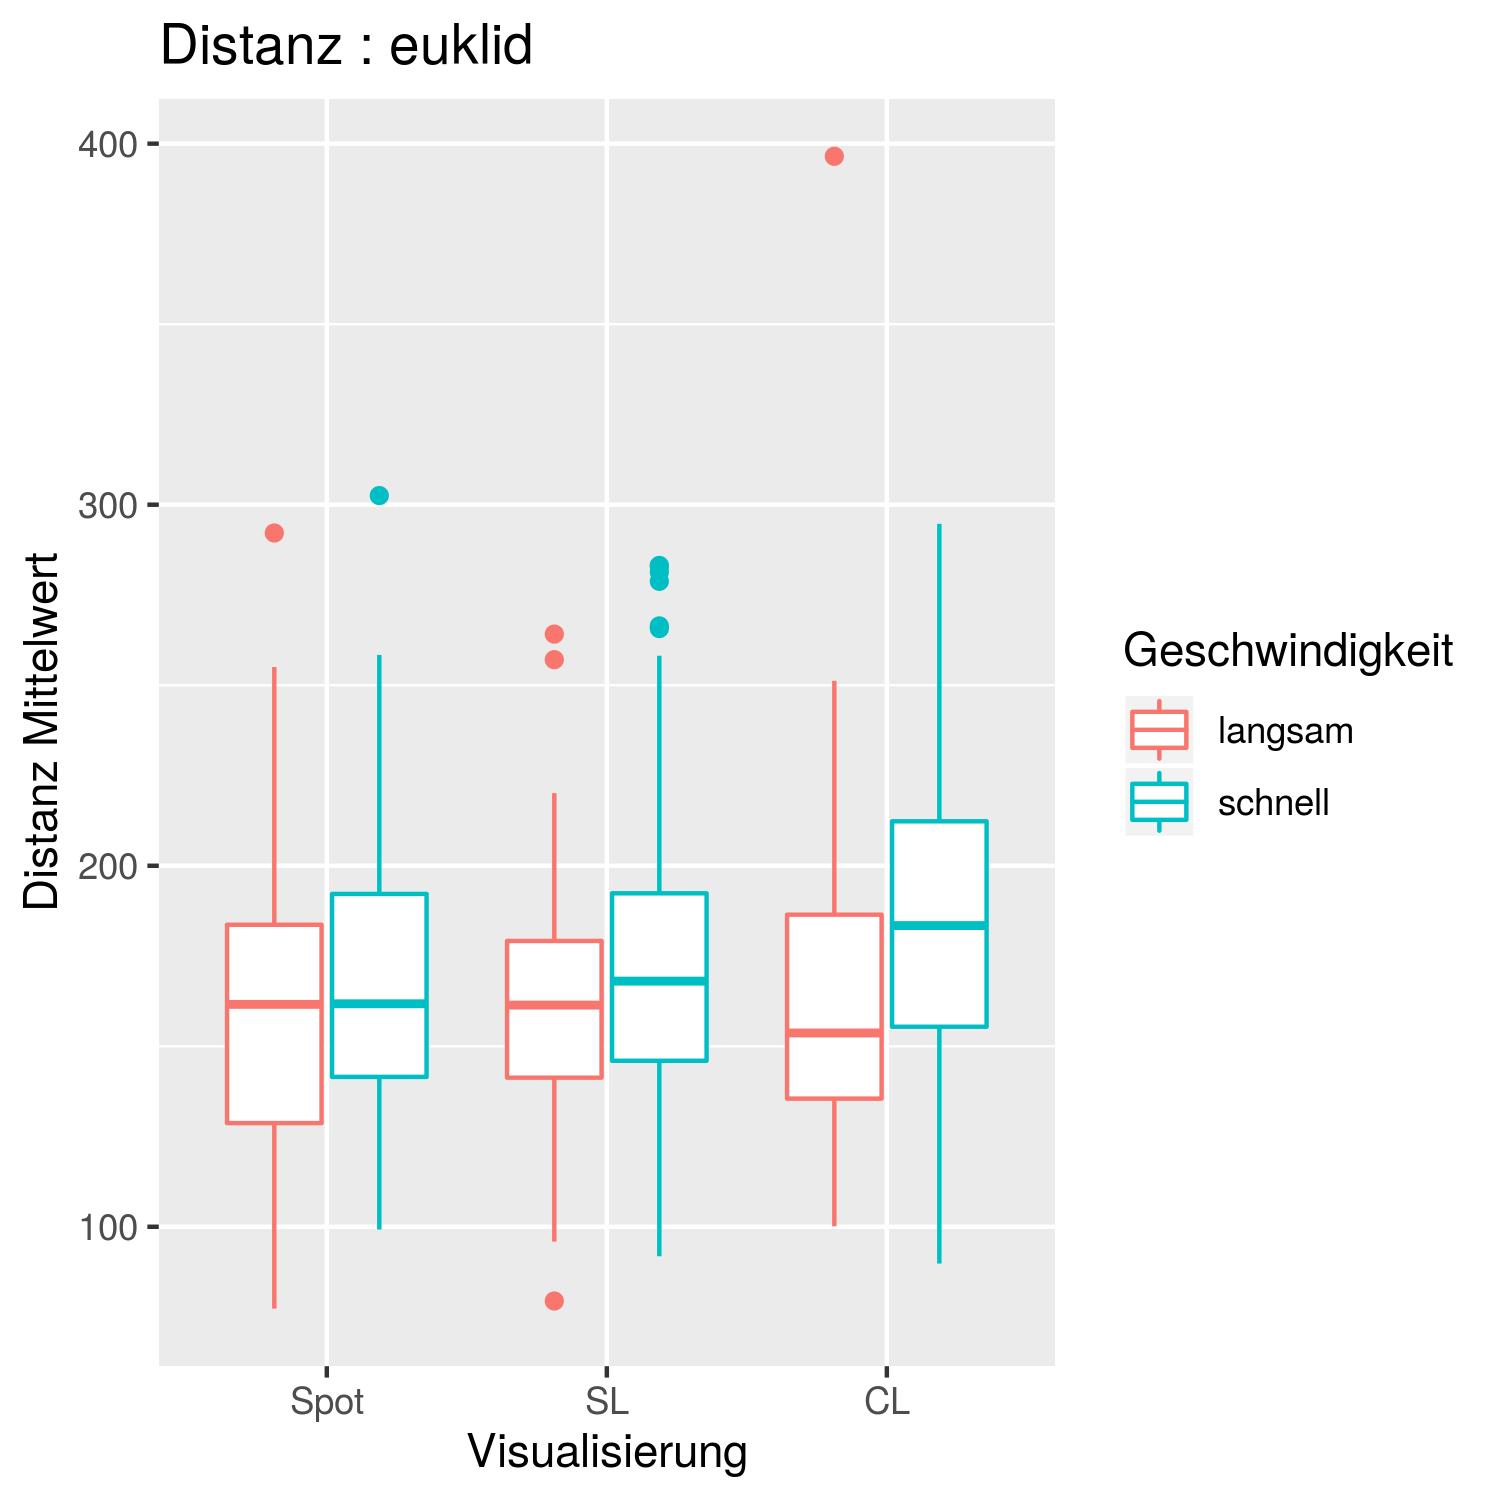 Distanz : euklid
400
300
200
100
Distanz Mittelwert
Spot SL CL
Visualisierung
Geschwindigkeit
langsam
schnell